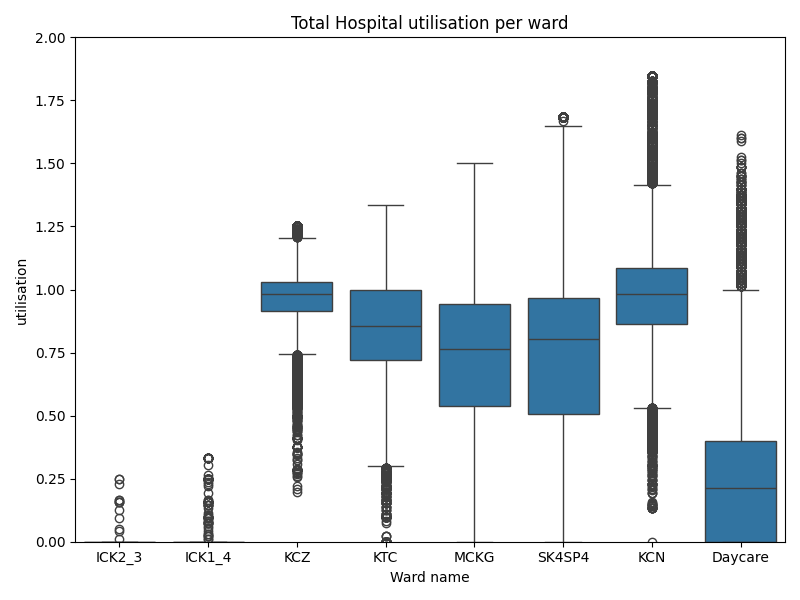 Total Hospital utilisation per ward
2.00
1.75
1.50
1.25
1.00
0.75
0.50
0.25
0.00
utilisation
ICK2_3 ICK1_4 KCZ KTC MCKG SK4SP4 KCN Daycare
Ward name